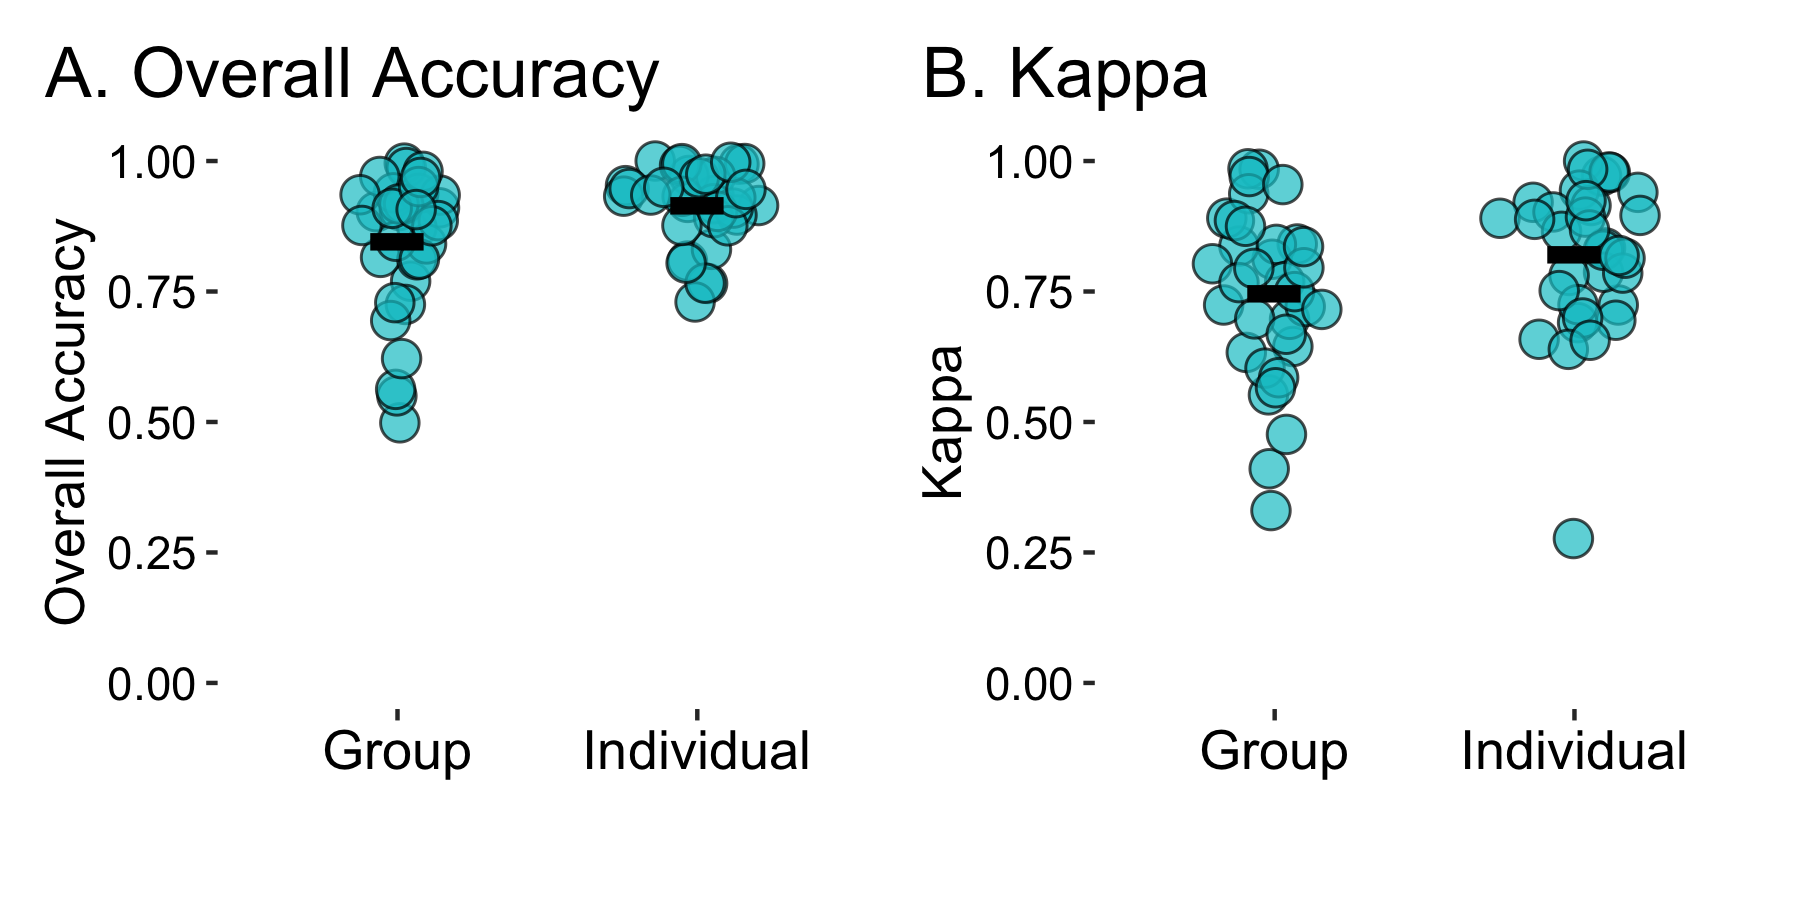 A. Overall Accuracy
Overall Accuracy
1.00
0.75
0.50
0.25
0.00
Group
Individual
B. Kappa
Kappa
1.00
0.75
0.50
0.25
0.00
Group
Individual